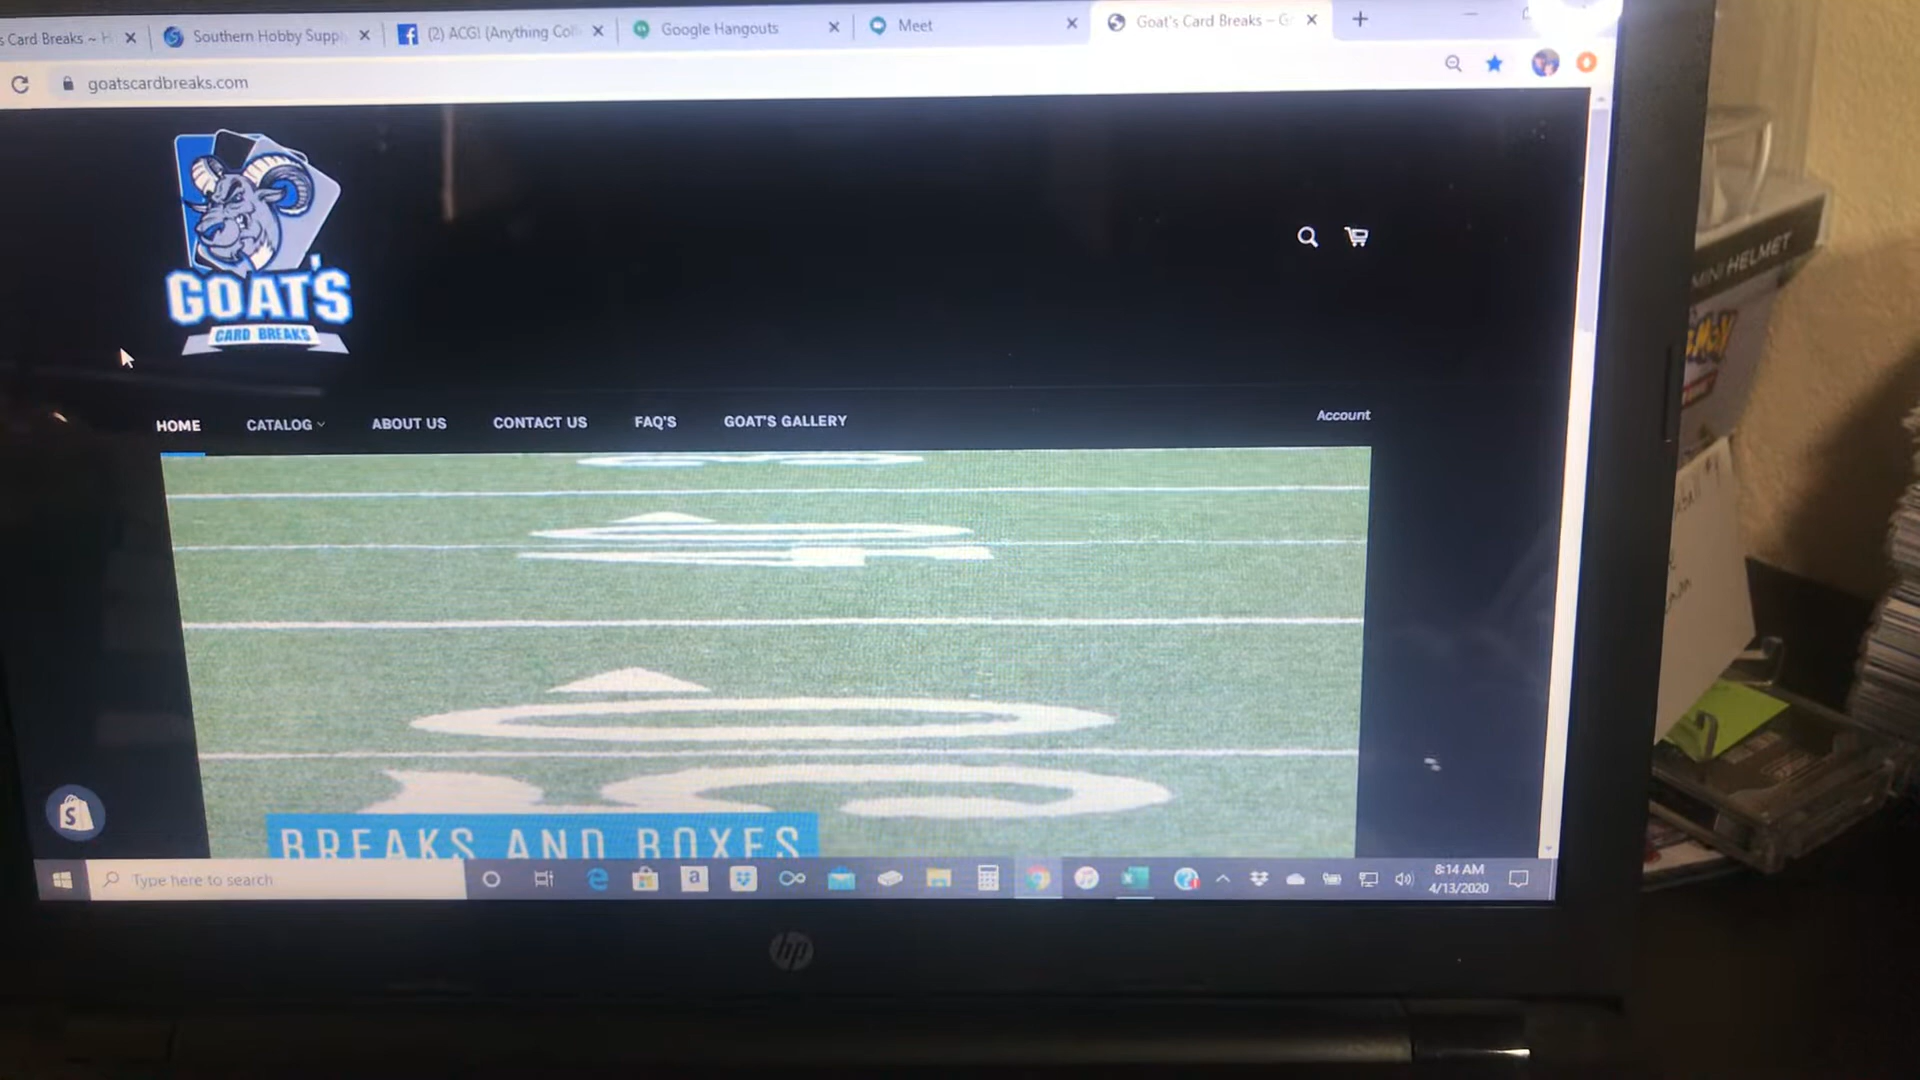 s Card Breaks ~ H
Southern Hobby Supp
(2) ACGI (Anything Col
Google Hangouts
Meet
Goat's Card Breaks – G
goatscardbreaks.com
GOAT'S
CARD BREAKS
HOME
CATALOG
ABOUT US
CONTACT US
FAQ'S
GOAT'S GALLERY
Account
BREAKS AND BOXES
Type here to search
8:14 AM
4/13/2020
hp
MINI HELMET